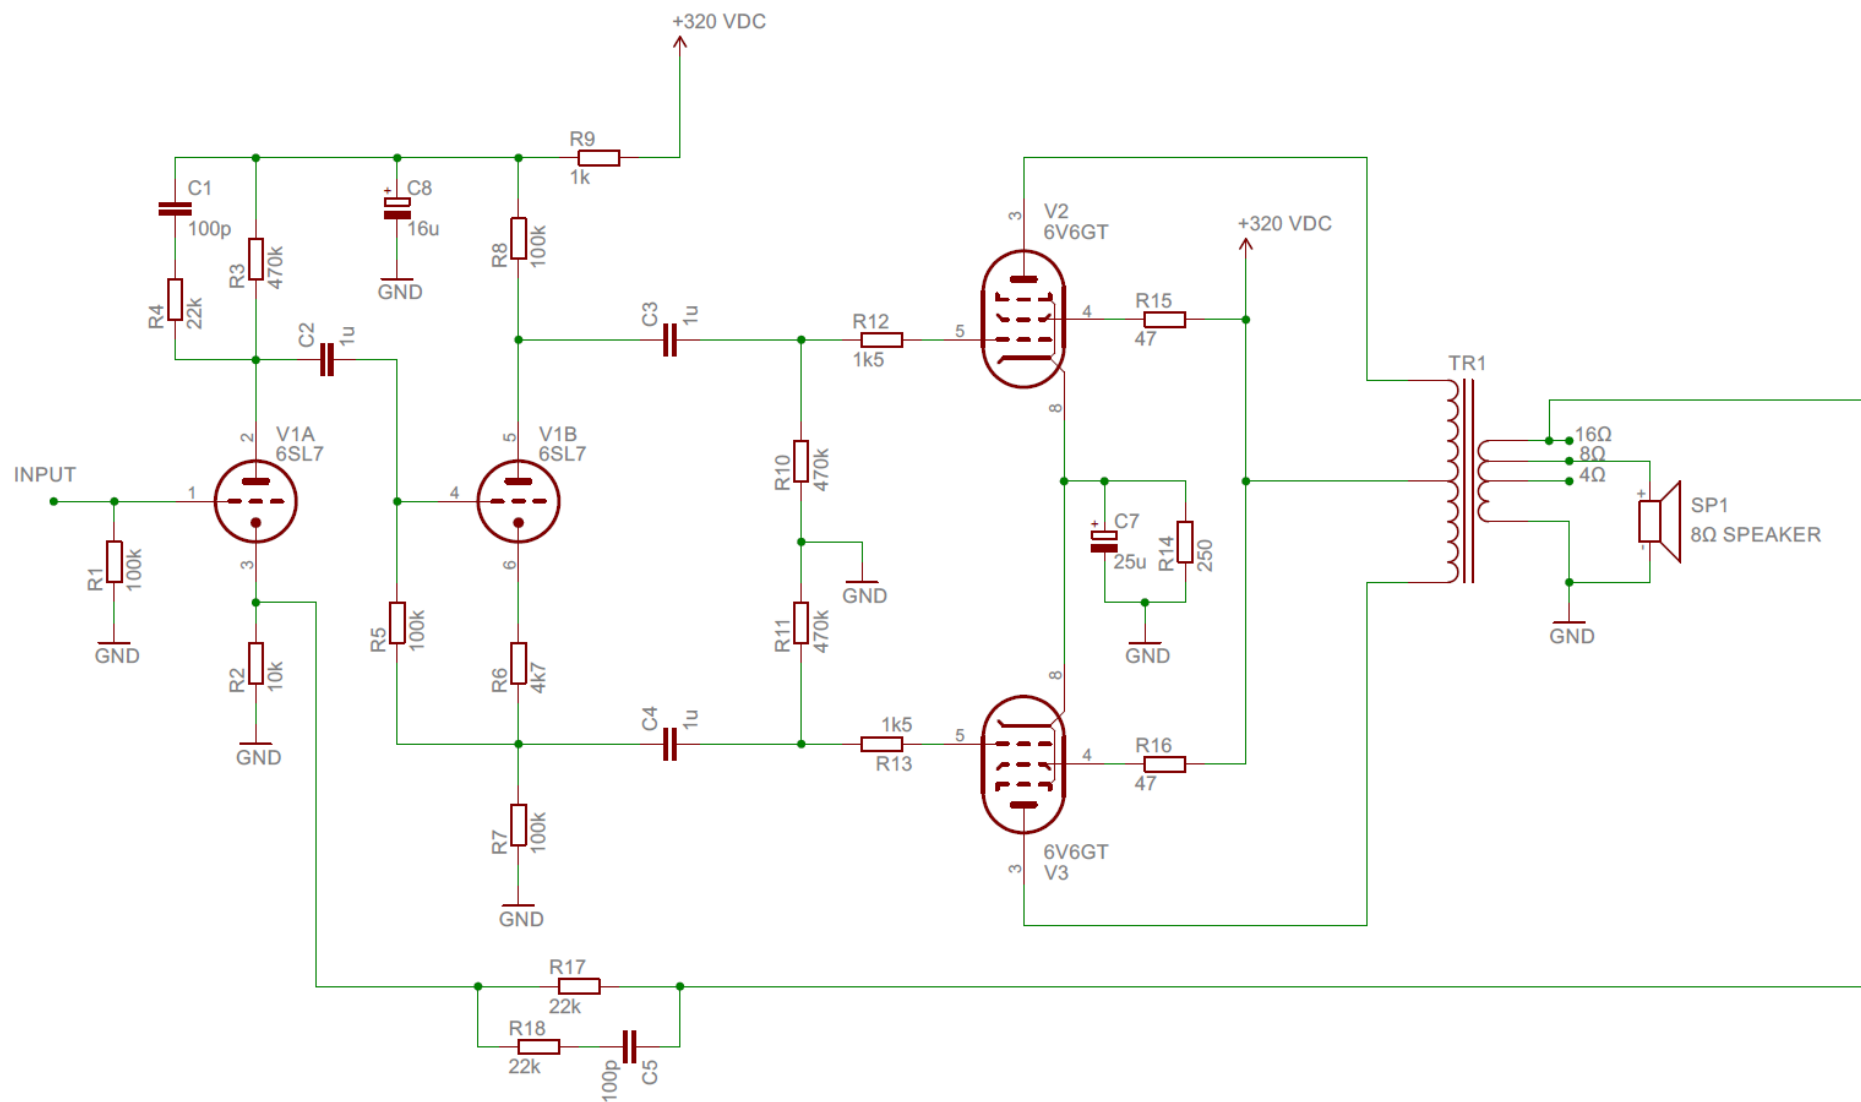 +320 VDC
R9
1k
C1
100p
+
C8
16u
GND
R3
470k
R4
22k
R8
100k
C2
1u
C3
1u
R12
1k5
V2
6V6GT
3
5
4
8
+320 VDC
R15
47
TR1
16Ω
8Ω
4Ω
+
-
SP1
8Ω SPEAKER
GND
INPUT
1
2
3
V1A
6SL7
4
5
6
V1B
6SL7
R1
100k
GND
R2
10k
GND
R5
100k
R6
4k7
R7
100k
GND
R10
470k
GND
R11
470k
+
C7
25u
R14
250
GND
C4
1u
1k5
R13
5
4
8
3
R16
47
6V6GT
V3
R17
22k
R18
22k
100p
C5